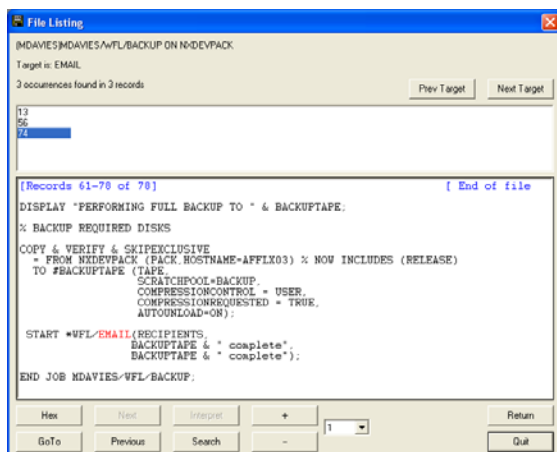 File Listing
(MDAVIES)MDAVIES/WFL/BACKUP ON NXDEVPACK
Target is: EMAIL
3 occurrences found in 3 records
Prev Target
Next Target
13
56
74
[Records 61-78 of 78] [ End of file
DISPLAY "PERFORMING FULL BACKUP TO " & BACKUPTAPE;
% BACKUP REQUIRED DISKS
COPY & VERIFY & SKIPEXCLUSIVE
= FROM NXDEVPACK (PACK,HOSTNAME=AFFLX03) % NOW INCLUDES (RELEASE)
TO #BACKUPTAPE (TAPE,
SCRATCHPOOL=BACKUP,
COMPRESSIONCONTROL = USER,
COMPRESSIONREQUESTED = TRUE,
AUTOUNLOAD=ON);
START *WFL/EMAIL(RECIPIENTS,
BACKUPTAPE & " complete",
BACKUPTAPE & " complete");
END JOB MDAVIES/WFL/BACKUP;
Hex Next Interpret + 1 Return
GoTo Previous Search - Quit